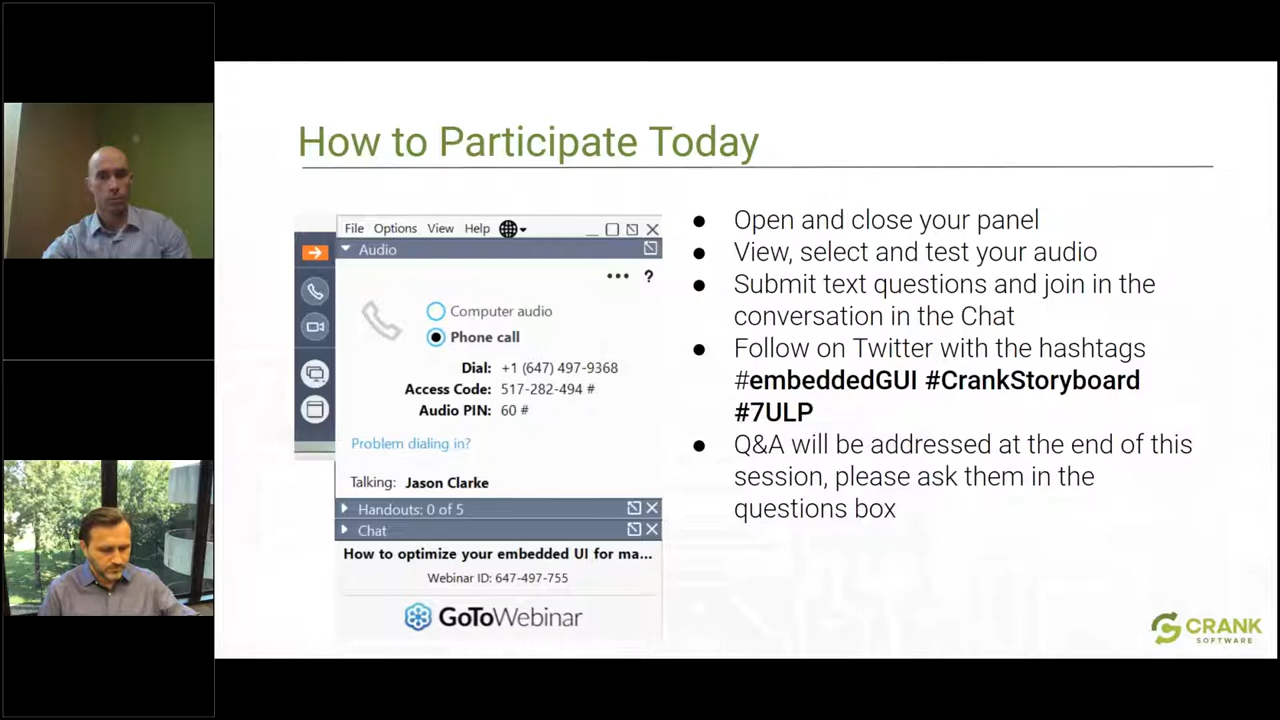 How to Participate Today
File Options View Help
Audio
••• ?
Computer audio
Phone call
Dial: +1 (647) 497-9368
Access Code: 517-282-494 #
Audio PIN: 60 #
Problem dialing in?
Talking: Jason Clarke
Handouts: 0 of 5
Chat
How to optimize your embedded UI for ma...
Webinar ID: 647-497-755
GoToWebinar
● Open and close your panel
● View, select and test your audio
● Submit text questions and join in the
conversation in the Chat
● Follow on Twitter with the hashtags
#embeddedGUI #CrankStoryboard
#7ULP
● Q&A will be addressed at the end of this
session, please ask them in the
questions box
CRANK
SOFTWARE